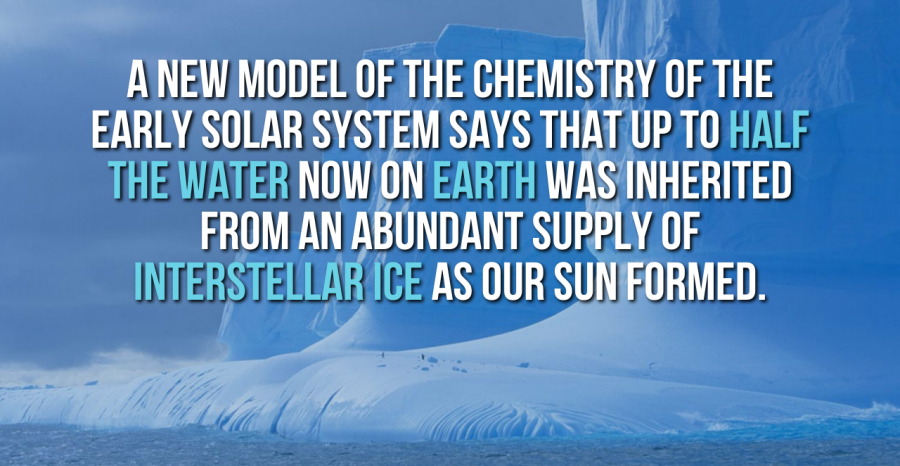 A NEW MODEL OF THE CHEMISTRY OF THE
EARLY SOLAR SYSTEM SAYS THAT UP TO HALF
THE WATER NOW ON EARTH WAS INHERITED
FROM AN ABUNDANT SUPPLY OF
INTERSTELLAR ICE AS OUR SUN FORMED.